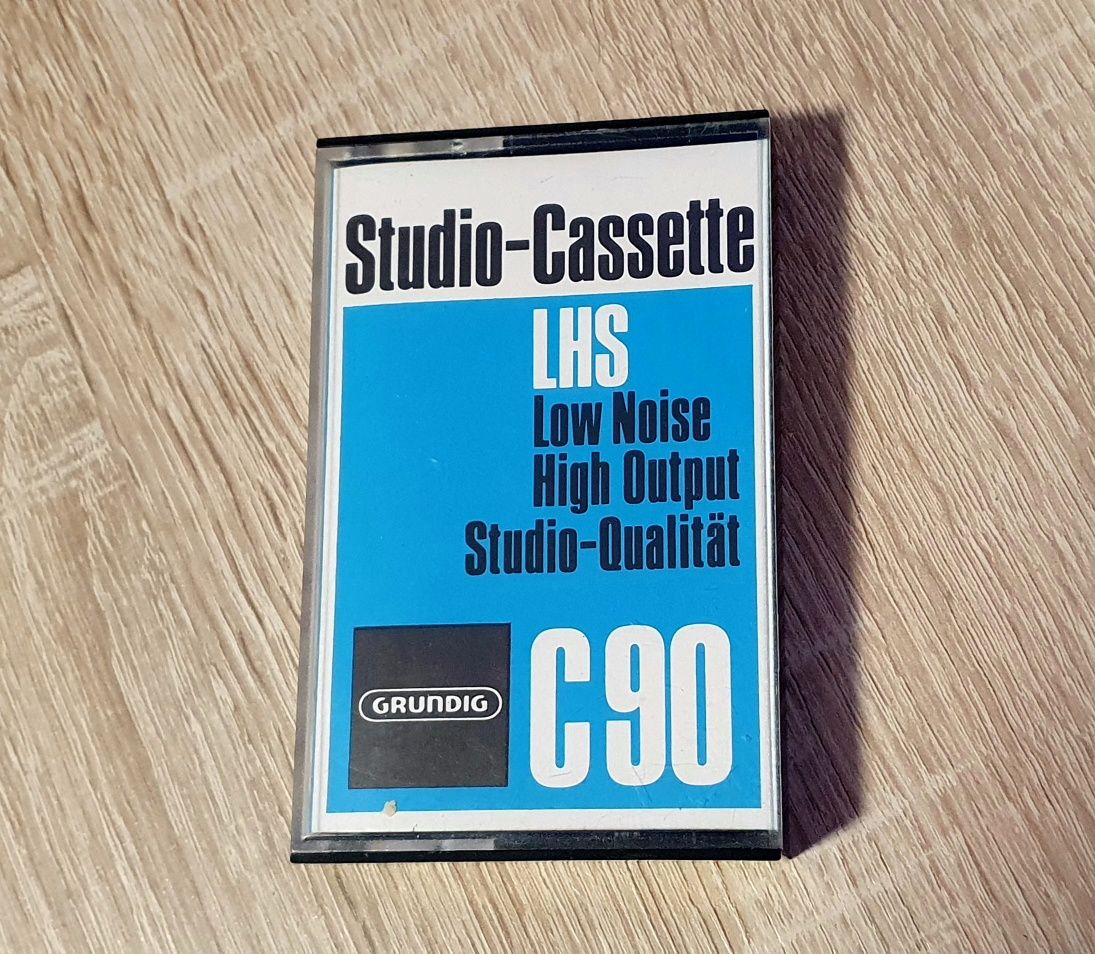 Studio-Cassette
LHS
Low Noise
High Output
Studio-Qualität
GRUNDIG
C90